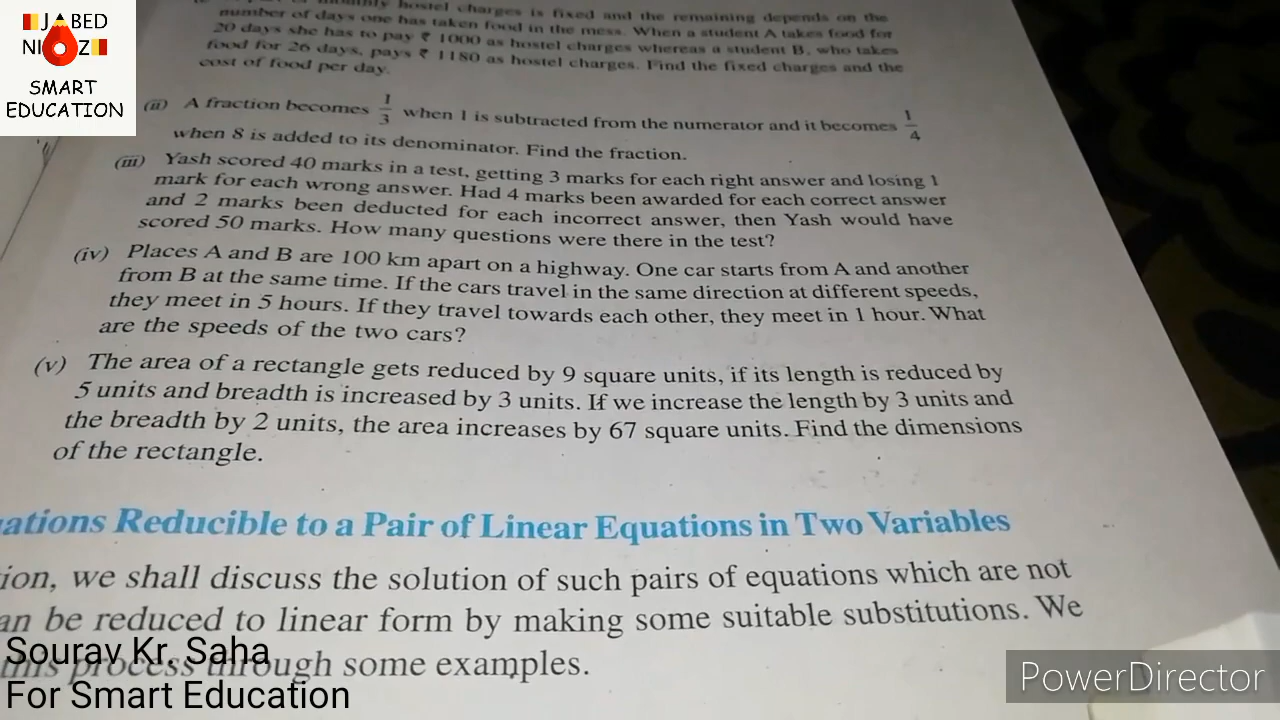 JABED
NIOZ
SMART
EDUCATION
monthly hostel charges is fixed and the remaining depends on the
number of days one has taken food in the mess. When a student A takes food for
20 days she has to pay ₹ 1000 as hostel charges whereas a student B, who takes
food for 26 days, pays ₹ 1180 as hostel charges. Find the fixed charges and the
cost of food per day.
(ii) A fraction becomes 1/3 when 1 is subtracted from the numerator and it becomes 1/4
when 8 is added to its denominator. Find the fraction.
(iii) Yash scored 40 marks in a test, getting 3 marks for each right answer and losing 1
mark for each wrong answer. Had 4 marks been awarded for each correct answer
and 2 marks been deducted for each incorrect answer, then Yash would have
scored 50 marks. How many questions were there in the test?
(iv) Places A and B are 100 km apart on a highway. One car starts from A and another
from B at the same time. If the cars travel in the same direction at different speeds,
they meet in 5 hours. If they travel towards each other, they meet in 1 hour. What
are the speeds of the two cars?
(v) The area of a rectangle gets reduced by 9 square units, if its length is reduced by
5 units and breadth is increased by 3 units. If we increase the length by 3 units and
the breadth by 2 units, the area increases by 67 square units. Find the dimensions
of the rectangle.
ations Reducible to a Pair of Linear Equations in Two Variables
ion, we shall discuss the solution of such pairs of equations which are not
an be reduced to linear form by making some suitable substitutions. We
this process through some examples.
Sourav Kr. Saha
For Smart Education
PowerDirector